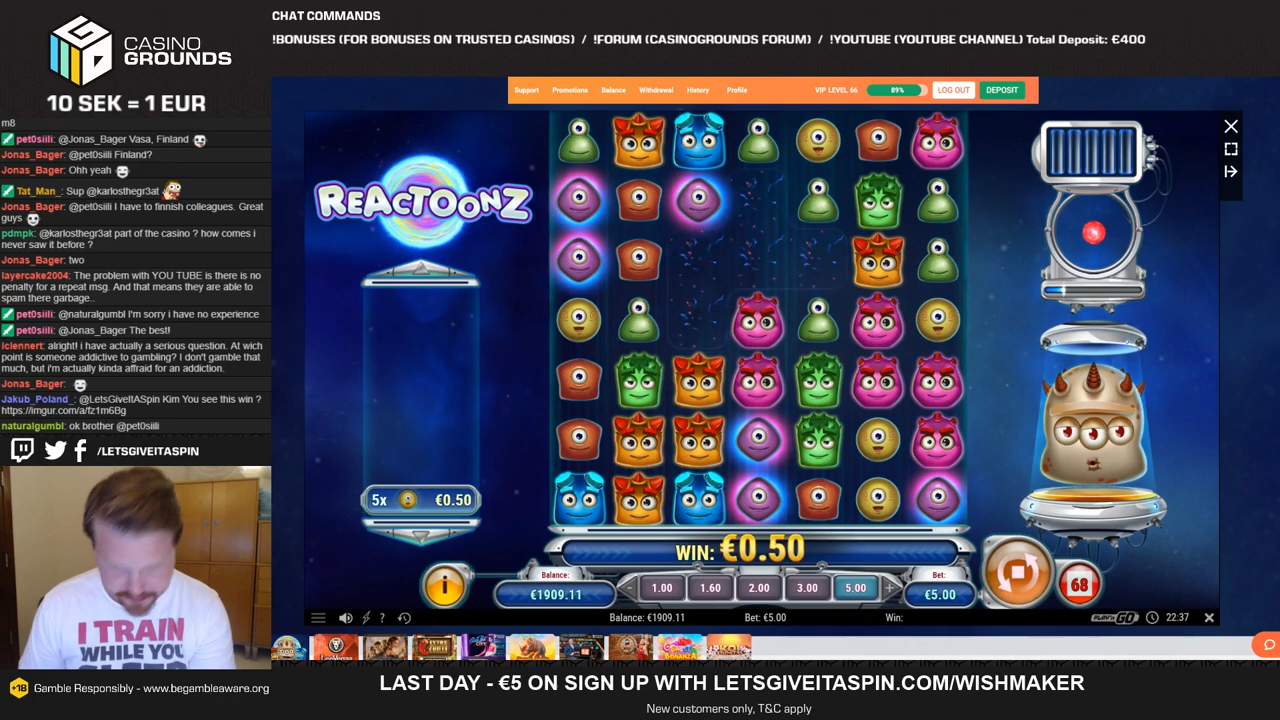 CHAT COMMANDS
!BONUSES (FOR BONUSES ON TRUSTED CASINOS) / !FORUM (CASINOGROUNDS FORUM) / !YOUTUBE (YOUTUBE CHANNEL) Total Deposit: €400
CASINO
GROUNDS
10 SEK = 1 EUR
Support Promotions Balance Withdrawal History Profile VIP LEVEL 66 89% LOG OUT DEPOSIT
m8
pet0siili: @Jonas_Bager Vasa, Finland
Jonas_Bager: @pet0siili Finland?
Jonas_Bager: Ohh yeah
Tat_Man_: Sup @karlosthegr3at
Jonas_Bager: @pet0siili I have to finnish colleagues. Great
guys
pdmpk: @karlosthegr3at part of the casino ? how comes i
never saw it before ?
Jonas_Bager: two
layercake2004: The problem with YOU TUBE is there is no
penalty for a repeat msg. And that means they are able to
spam there garbage..
pet0siili: @naturalgumbl I'm sorry i have no experience
pet0siili: @Jonas_Bager The best!
lclennert: alright! i have actually a serious question. At wich
point is someone addictive to gambling? I don't gamble that
much, but i'm actually kinda affraid for an addiction.
Jonas_Bager:
Jakub_Poland_: @LetsGiveItASpin Kim You see this win ?
https://imgur.com/a/fz1m6Bg
naturalgumbl: ok brother @pet0siili
/LETSGIVEITASPIN
REACTOONZ
5x €0.50
WIN: €0.50
Balance:
€1909.11
1.00 1.60 2.00 3.00 5.00
Bet:
€5.00
68
Balance: €1909.11 Bet: €5.00 Win:
PLAY'N GO 22:37
I TRAIN
WHILE YOU
+18 Gamble Responsibly - www.begambleaware.org
LAST DAY - €5 ON SIGN UP WITH LETSGIVEITASPIN.COM/WISHMAKER
New customers only, T&C apply